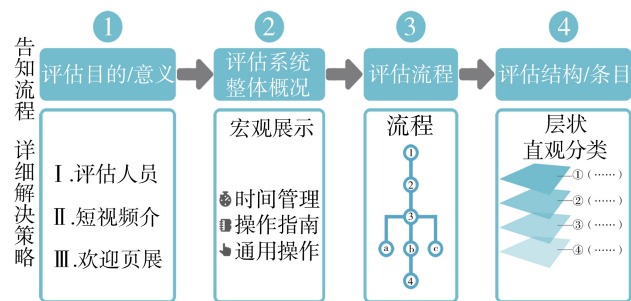 告知流程 详细解决策略
1
评估目的/意义
Ⅰ.评估人员
Ⅱ.短视频介
Ⅲ.欢迎页展
2
评估系统
整体概况
宏观展示
时间管理
操作指南
通用操作
3
评估流程
流程
1
2
3
a b c
4
4
评估结构/条目
层状
直观分类
①(……)
②(……)
③(……)
④(……)